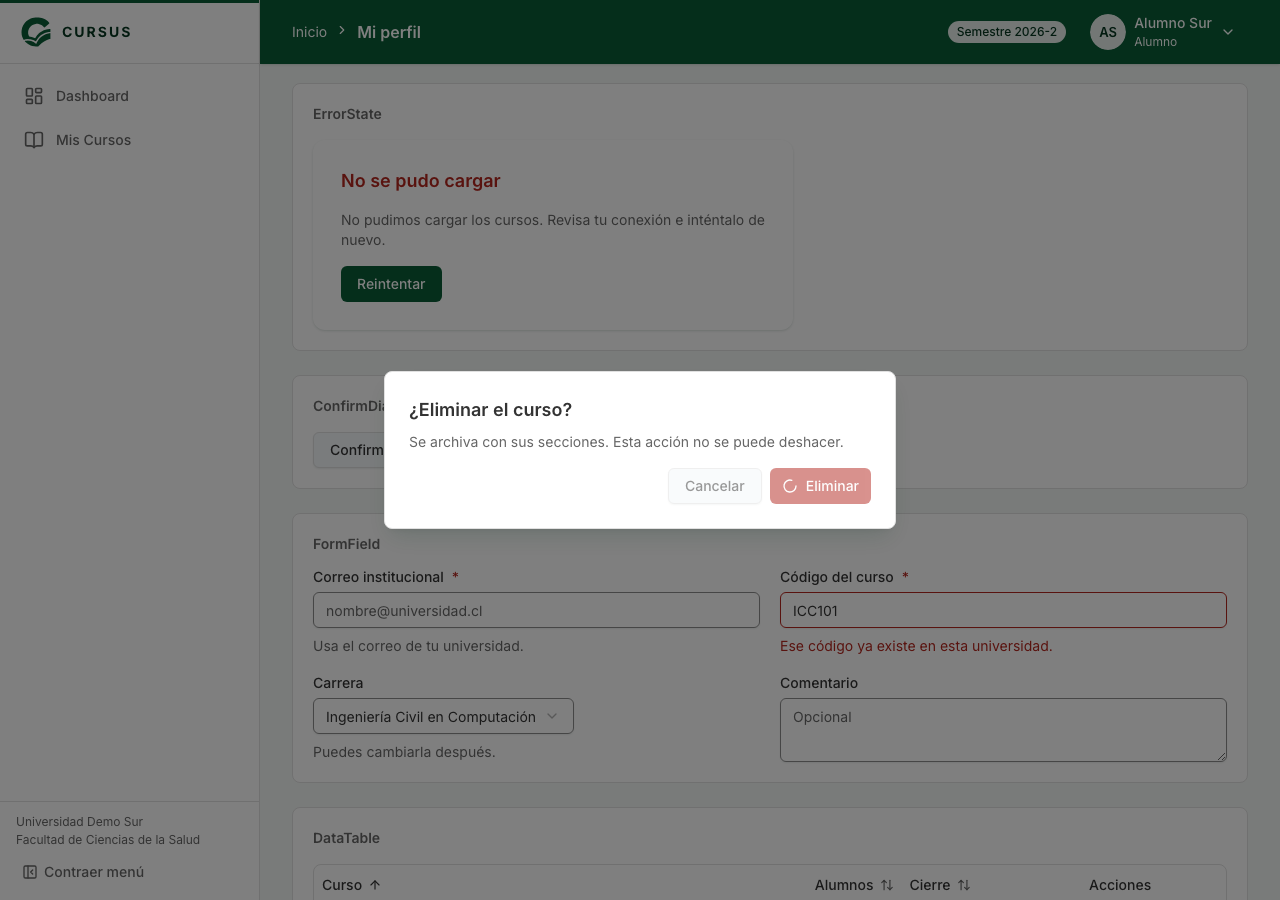 CURSUS
Inicio
Mi perfil
Semestre 2026-2
AS
Alumno Sur
Alumno
Dashboard
Mis Cursos
ErrorState
No se pudo cargar
No pudimos cargar los cursos. Revisa tu conexión e inténtalo de
nuevo.
Reintentar
ConfirmDia
Confirm
¿Eliminar el curso?
Se archiva con sus secciones. Esta acción no se puede deshacer.
Cancelar
Eliminar
FormField
Correo institucional *
nombre@universidad.cl
Usa el correo de tu universidad.
Código del curso *
ICC101
Ese código ya existe en esta universidad.
Carrera
Ingeniería Civil en Computación
Puedes cambiarla después.
Comentario
Opcional
DataTable
Curso
Alumnos
Cierre
Acciones
Universidad Demo Sur
Facultad de Ciencias de la Salud
Contraer menú